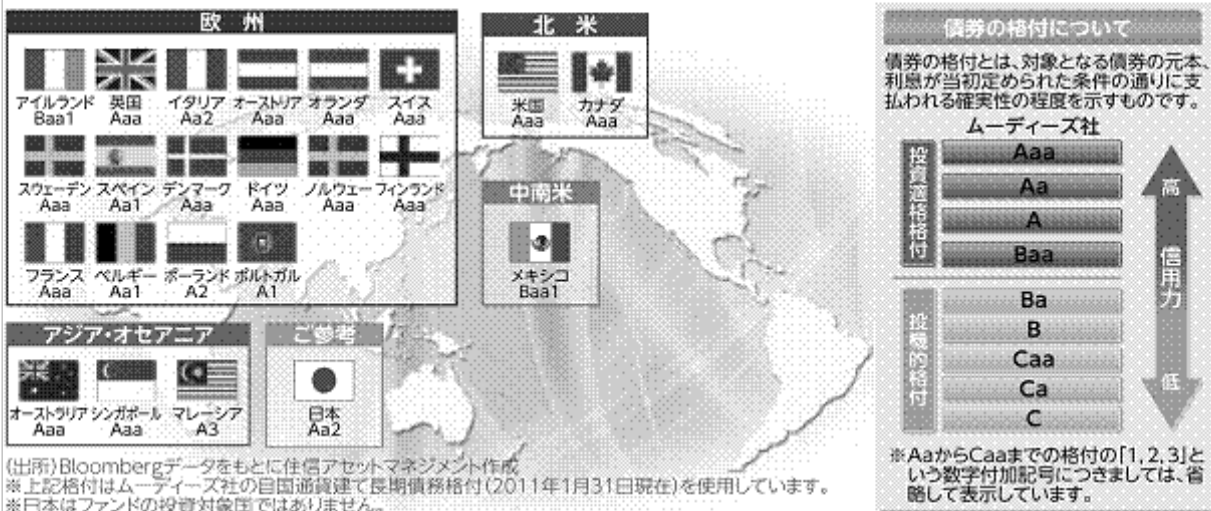 欧 州
アイルランド 英国 イタリア オーストリア オランダ スイス
Baa1 Aaa Aa2 Aaa Aaa Aaa
スウェーデン スペイン デンマーク ドイツ ノルウェー フィンランド
Aaa Aa1 Aaa Aaa Aaa Aaa
フランス ベルギー ポーランド ポルトガル
Aaa Aa1 A2 A1
北 米
米国 カナダ
Aaa Aaa
中南米
メキシコ
Baa1
アジア・オセアニア
オーストラリア シンガポール マレーシア
Aaa Aaa A3
ご参考
日本
Aa2
(出所)Bloombergデータをもとに住信アセットマネジメント作成
※上記格付はムーディーズ社の自国通貨建て長期債務格付(2011年1月31日現在)を使用しています。
※日本はファンドの投資対象国ではありません。
債券の格付について
債券の格付とは、対象となる債券の元本、
利息が当初定められた条件の通りに支
払われる確実性の程度を示すものです。
ムーディーズ社
投資適格格付
Aaa
Aa
A
Baa
投機的格付
Ba
B
Caa
Ca
C
高
信用力
低
※AaからCaaまでの格付の「1,2,3」と
いう数字付加記号につきましては、省
略して表示しています。